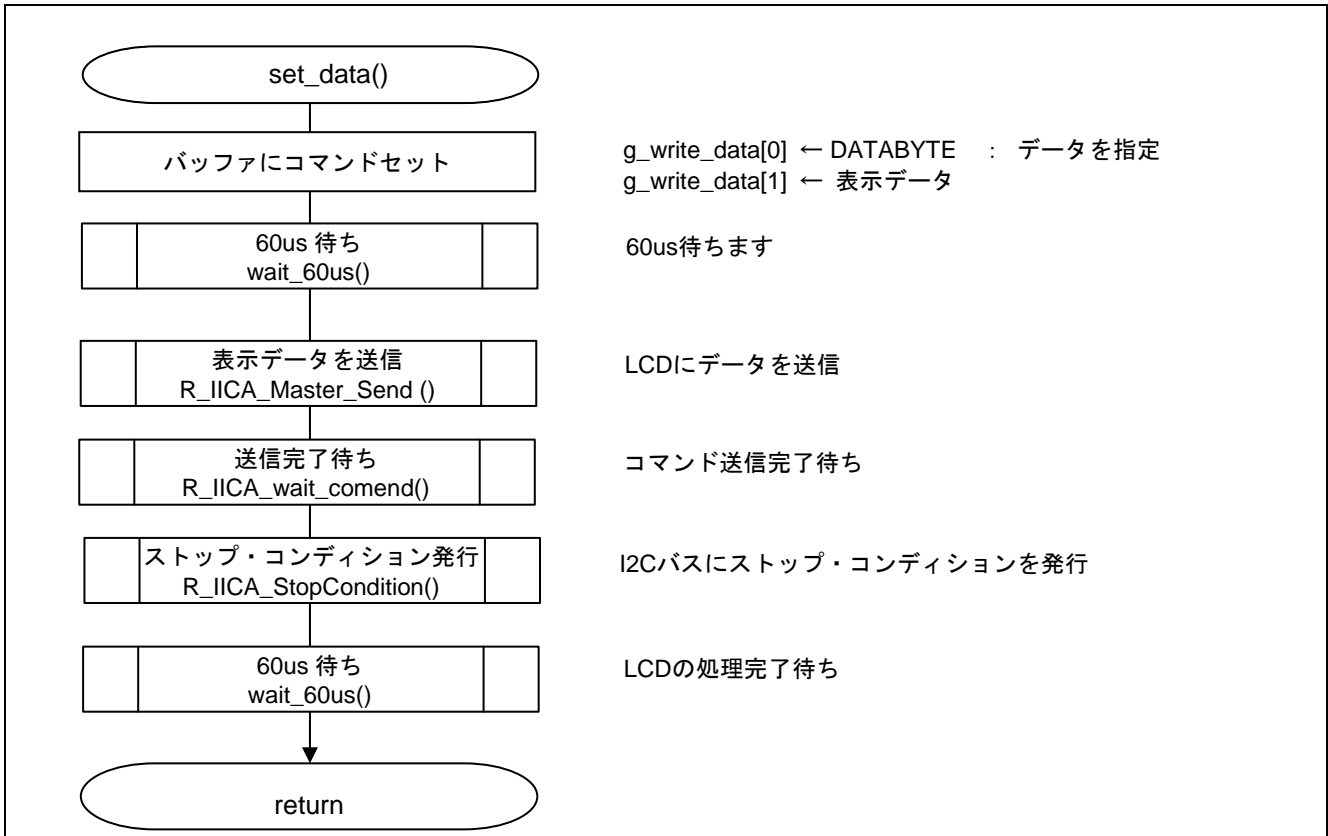 set_data()
バッファにコマンドセット
g_write_data[0] ← DATABYTE : データを指定
g_write_data[1] ← 表示データ
60us 待ち
wait_60us()
60us待ちます
表示データを送信
R_IICA_Master_Send ()
LCDにデータを送信
送信完了待ち
R_IICA_wait_comend()
コマンド送信完了待ち
ストップ・コンディション発行
R_IICA_StopCondition()
I2Cバスにストップ・コンディションを発行
60us 待ち
wait_60us()
LCDの処理完了待ち
return